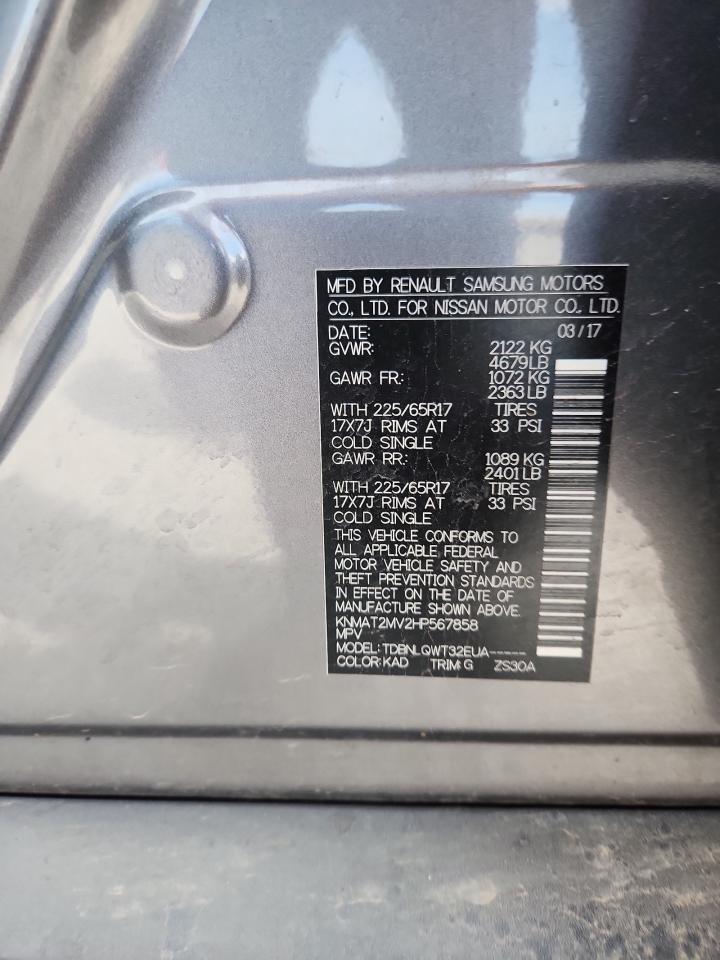 MFD BY RENAULT SAMSUNG MOTORS
CO., LTD. FOR NISSAN MOTOR CO., LTD.
DATE: 03/17
GVWR: 2122 KG
4679LB
GAWR FR.: 1072 KG
2363 LB
WITH 225/65R17 TIRES
17X7J RIMS AT 33 PSI
COLD SINGLE
GAWR RR.: 1089 KG
2401 LB
WITH 225/65R17 TIRES
17X7J RIMS AT 33 PSI
COLD SINGLE
THIS VEHICLE CONFORMS TO
ALL APPLICABLE FEDERAL
MOTOR VEHICLE SAFETY AND
THEFT PREVENTION STANDARDS
IN EFFECT ON THE DATE OF
MANUFACTURE SHOWN ABOVE.
KNMAT2MV2HP567858
MPV
MODEL: TDBNLQWT32EUA-----
COLOR: KAD TRIM: G ZS30A